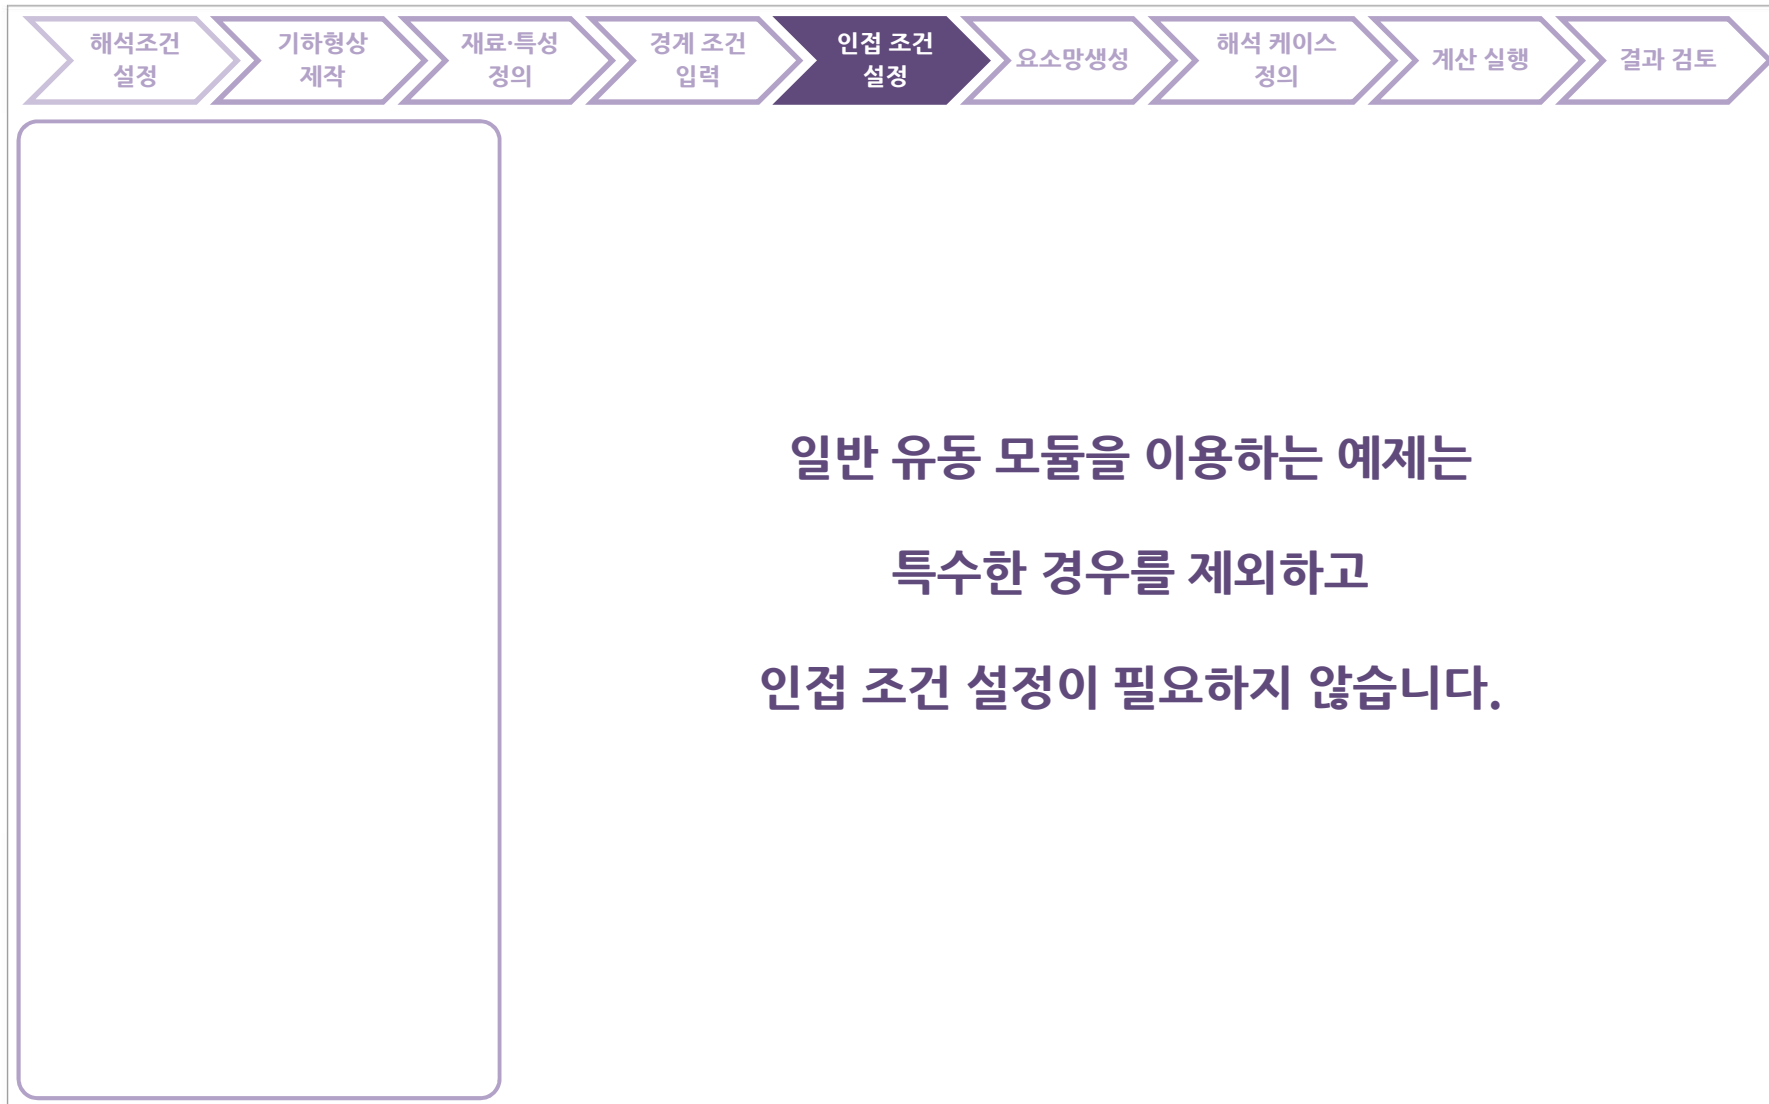 해석조건
설정
기하형상
제작
재료·특성
정의
경계 조건
입력
인접 조건
설정
요소망생성
해석 케이스
정의
계산 실행
결과 검토
일반 유동 모듈을 이용하는 예제는
특수한 경우를 제외하고
인접 조건 설정이 필요하지 않습니다.